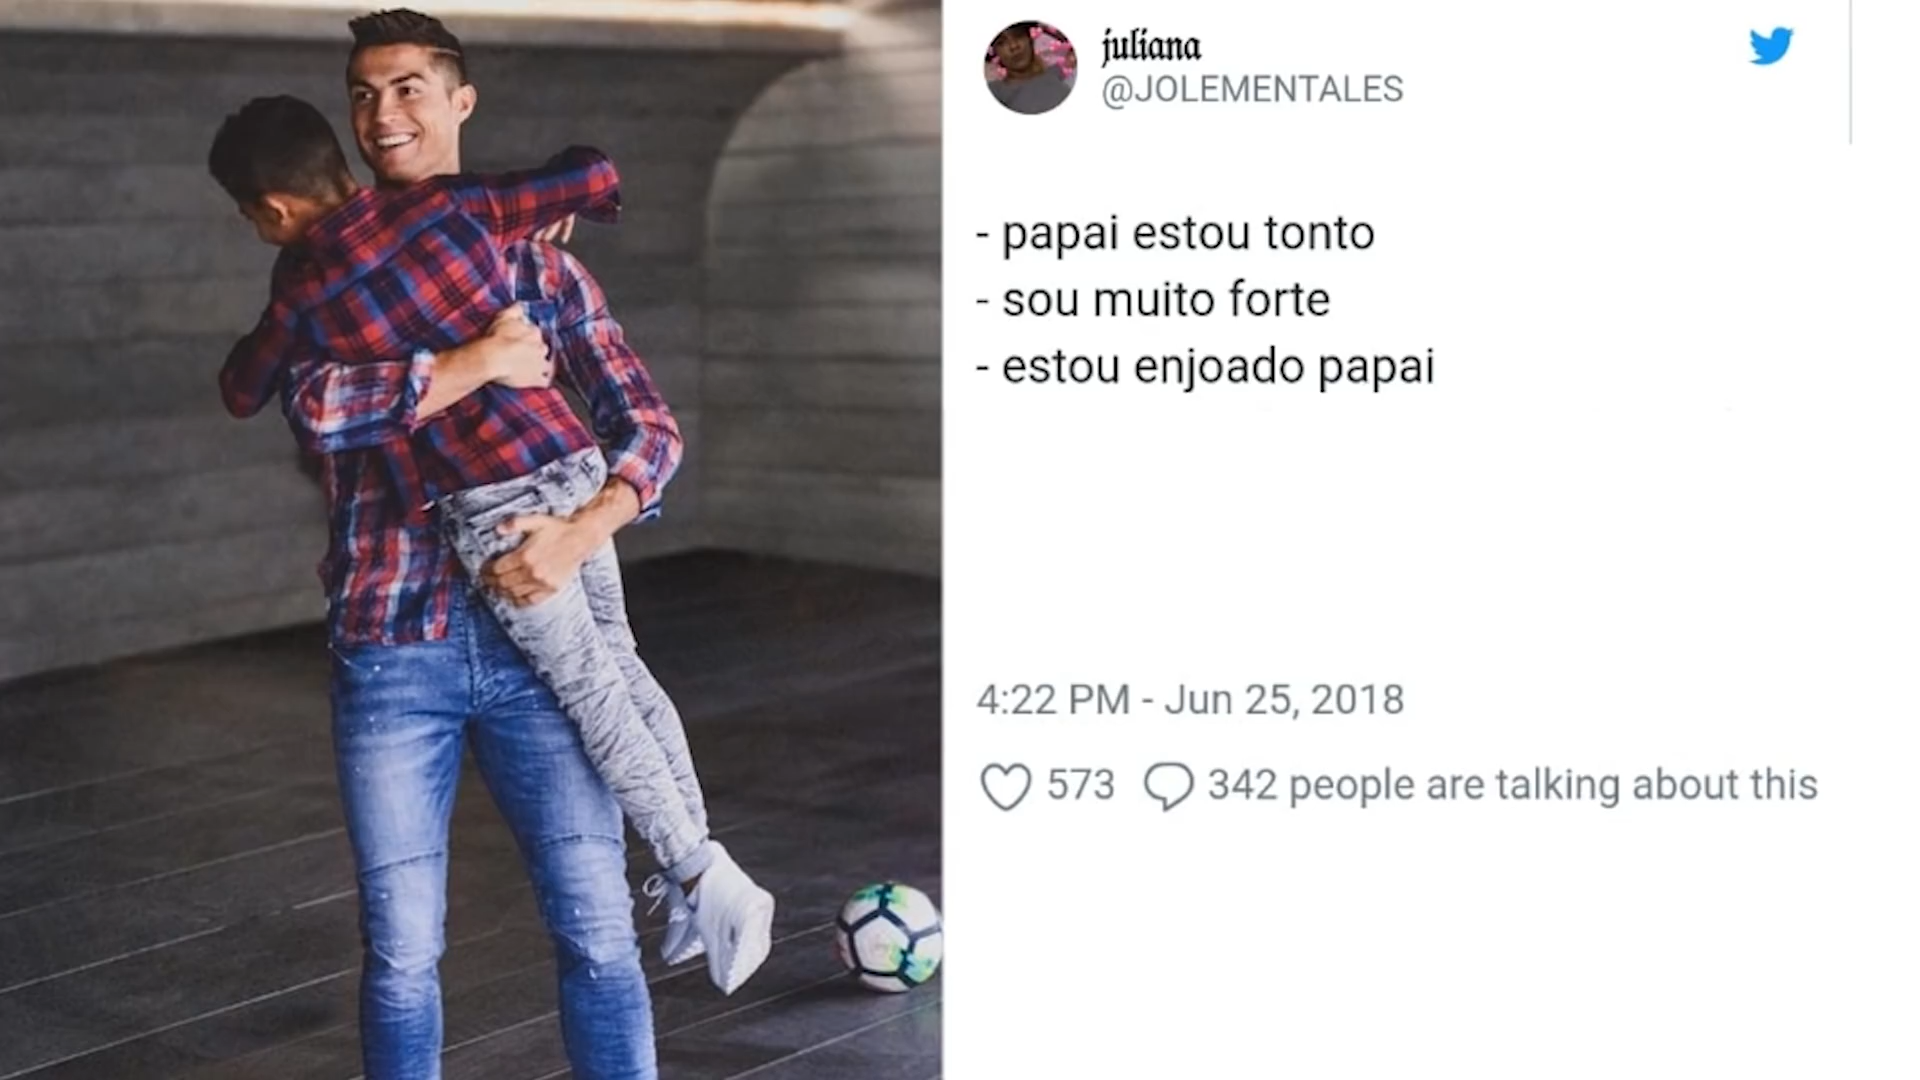 juliana
@JOLEMENTALES
- papai estou tonto
- sou muito forte
- estou enjoado papai
4:22 PM - Jun 25, 2018
573 342 people are talking about this